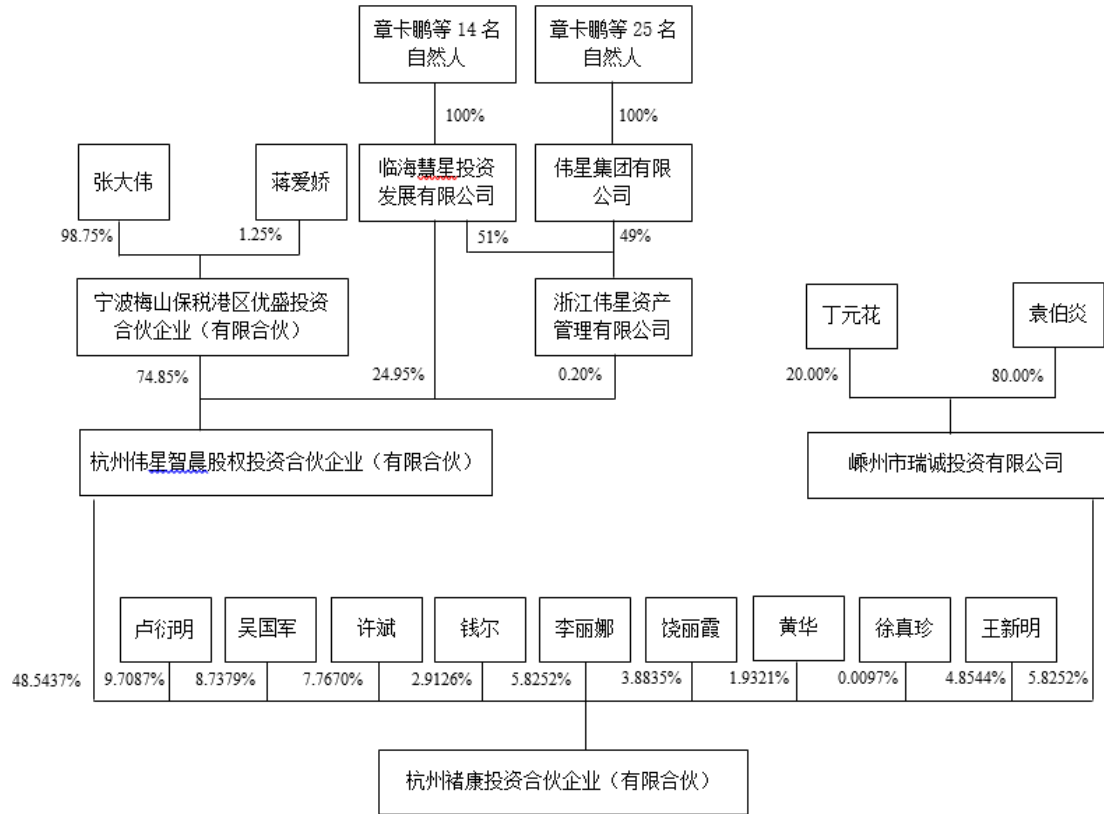 章卡鹏等 14 名
自然人
章卡鹏等 25 名
自然人
100%
100%
张大伟
蒋爱娇
临海慧星投资
发展有限公司
伟星集团有限
公司
98.75%
1.25%
51%
49%
宁波梅山保税港区优盛投资
合伙企业（有限合伙）
浙江伟星资产
管理有限公司
丁元花
袁伯炎
74.85%
24.95%
0.20%
20.00%
80.00%
杭州伟星智晨股权投资合伙企业（有限合伙）
嵊州市瑞诚投资有限公司
卢衍明
吴国军
许斌
钱尔
李丽娜
饶丽霞
黄华
徐真珍
王新明
48.5437%
9.7087%
8.7379%
7.7670%
2.9126%
5.8252%
3.8835%
1.9321%
0.0097%
4.8544%
5.8252%
杭州褚康投资合伙企业（有限合伙）